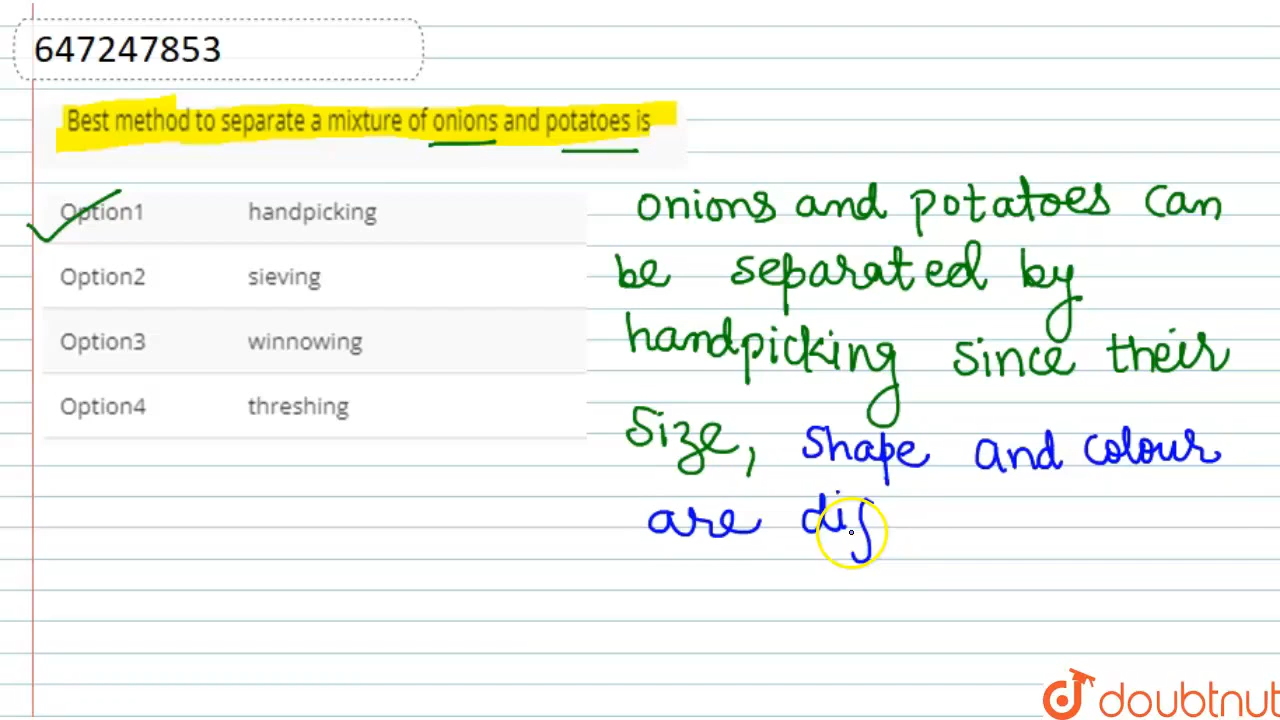 647247853
Best method to separate a mixture of onions and potatoes is
Option1 handpicking
Option2 sieving
Option3 winnowing
Option4 threshing
onions and potatoes can
be separated by
handpicking since their
size, shape and colour
are dif
doubtnut